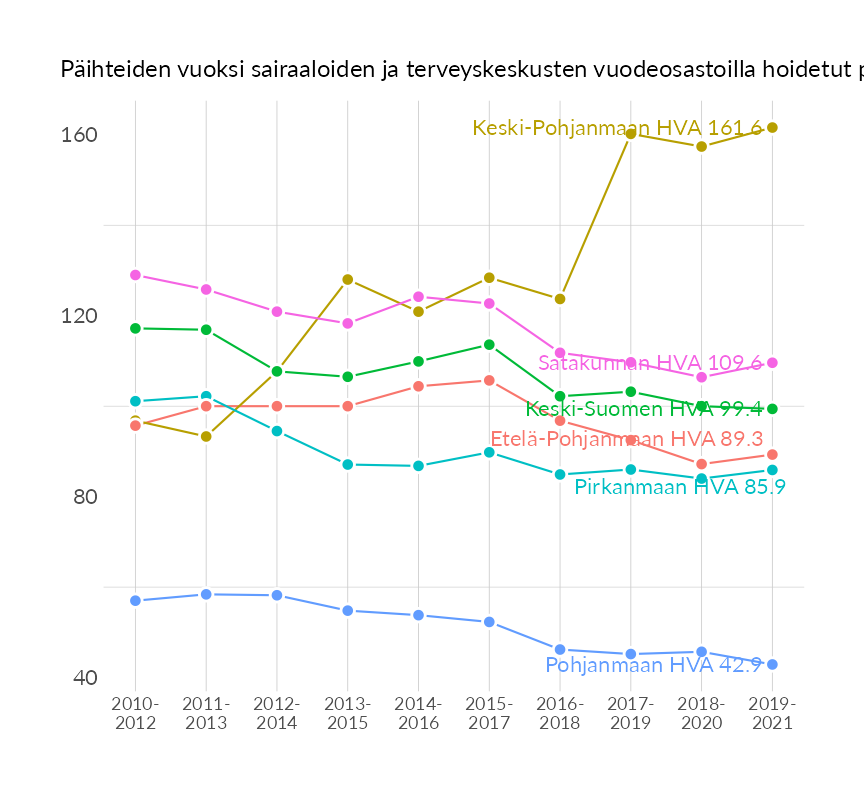 Päihteiden vuoksi sairaaloiden ja terveyskeskusten vuodeosastoilla hoidetut
160
120
80
40
Keski-Pohjanmaan HVA 161.6
Satakunnan HVA 109.6
Keski-Suomen HVA 99.4
Etelä-Pohjanmaan HVA 89.3
Pirkanmaan HVA 85.9
Pohjanmaan HVA 42.9
2010- 2011- 2012- 2013- 2014- 2015- 2016- 2017- 2018- 2019-
2012 2013 2014 2015 2016 2017 2018 2019 2020 2021